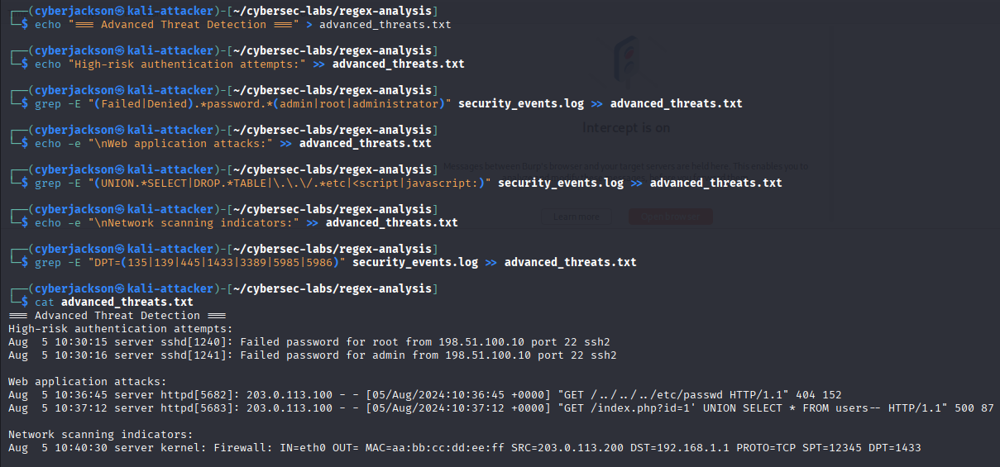 ┌──(cyberjackson㉿kali-attacker)-[~/cybersec-labs/regex-analysis]
└─$ echo "=== Advanced Threat Detection ===" > advanced_threats.txt
┌──(cyberjackson㉿kali-attacker)-[~/cybersec-labs/regex-analysis]
└─$ echo "High-risk authentication attempts:" >> advanced_threats.txt
┌──(cyberjackson㉿kali-attacker)-[~/cybersec-labs/regex-analysis]
└─$ grep -E "(Failed|Denied).*password.*(admin|root|administrator)" security_events.log >> advanced_threats.txt
┌──(cyberjackson㉿kali-attacker)-[~/cybersec-labs/regex-analysis]
└─$ echo -e "\nWeb application attacks:" >> advanced_threats.txt
Intercept is on
┌──(cyberjackson㉿kali-attacker)-[~/cybersec-labs/regex-analysis]
Messages between Burp's browser and your target servers are held here. This enables you to
└─$ grep -E "(UNION.*SELECT|DROP.*TABLE|\.\.\/.*etc|<script|javascript:)" security_events.log >> advanced_threats.txt
┌──(cyberjackson㉿kali-attacker)-[~/cybersec-labs/regex-analysis]
└─$ echo -e "\nNetwork scanning indicators:" >> advanced_threats.txt
Learn more
┌──(cyberjackson㉿kali-attacker)-[~/cybersec-labs/regex-analysis]
└─$ grep -E "DPT=(135|139|445|1433|3389|5985|5986)" security_events.log >> advanced_threats.txt
┌──(cyberjackson㉿kali-attacker)-[~/cybersec-labs/regex-analysis]
└─$ cat advanced_threats.txt
=== Advanced Threat Detection ===
High-risk authentication attempts:
Aug  5 10:30:15 server sshd[1240]: Failed password for root from 198.51.100.10 port 22 ssh2
Aug  5 10:30:16 server sshd[1241]: Failed password for admin from 198.51.100.10 port 22 ssh2
Web application attacks:
Aug  5 10:36:45 server httpd[5682]: 203.0.113.100 - - [05/Aug/2024:10:36:45 +0000] "GET /../../../etc/passwd HTTP/1.1" 404 152
Aug  5 10:37:12 server httpd[5683]: 203.0.113.100 - - [05/Aug/2024:10:37:12 +0000] "GET /index.php?id=1' UNION SELECT * FROM users-- HTTP/1.1" 500 87
Network scanning indicators:
Aug  5 10:40:30 server kernel: Firewall: IN=eth0 OUT= MAC=aa:bb:cc:dd:ee:ff SRC=203.0.113.200 DST=192.168.1.1 PROTO=TCP SPT=12345 DPT=1433